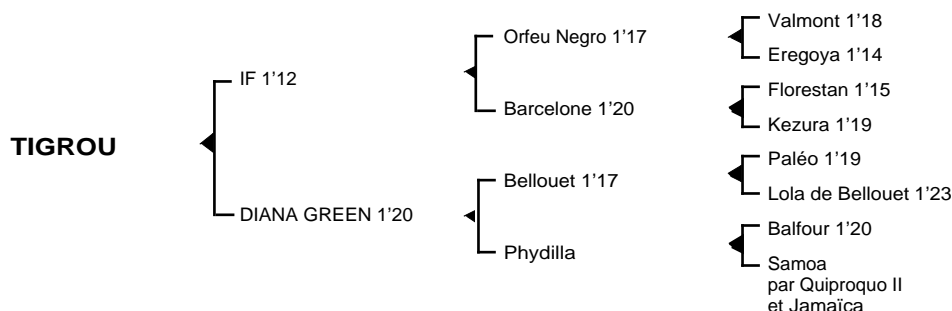 Valmont 1’18
Orfeu Negro 1’17
Eregoya 1’14
IF 1’12
Florestan 1’15
Barcelone 1’20
Kezura 1’19
TIGROU
Paléo 1’19
Bellouet 1’17
Lola de Bellouet 1’23
DIANA GREEN 1’20
Balfour 1’20
Phydilla
Samoa
par Quiproquo II
et Jamaïca